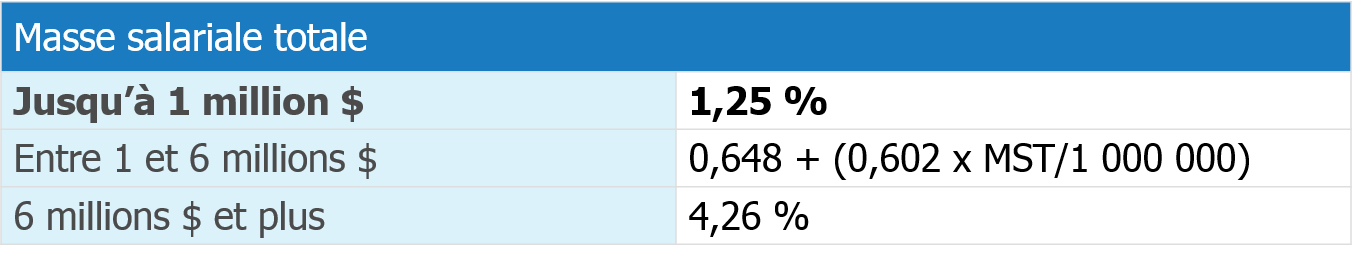 Masse salariale totale
Jusqu’à 1 million $ 1,25 %
Entre 1 et 6 millions $ 0,648 + (0,602 x MST/1 000 000)
6 millions $ et plus 4,26 %